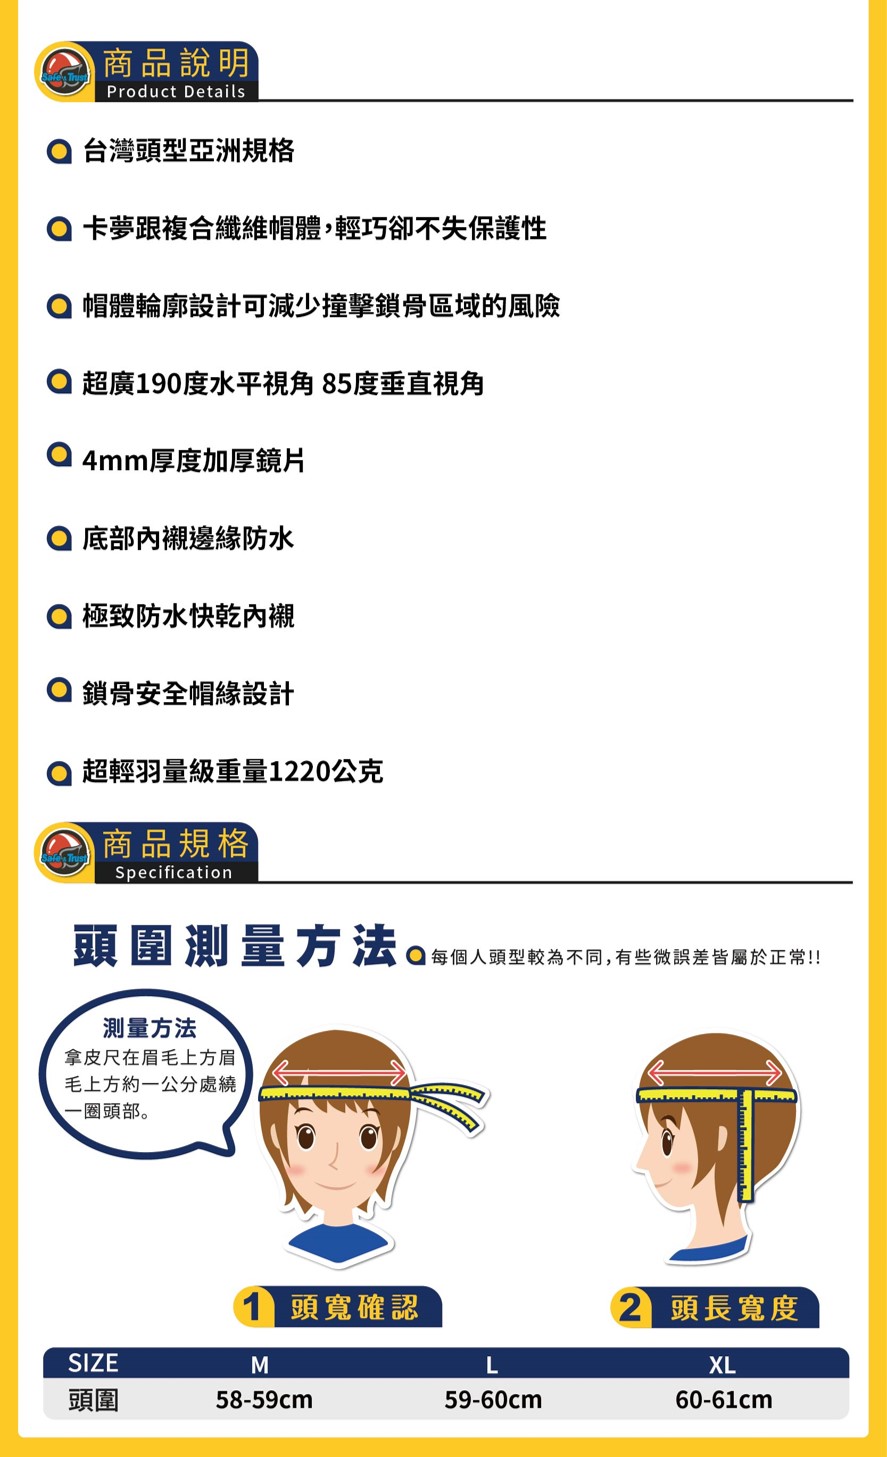 Safe & Trust
商品說明
Product Details
台灣頭型亞洲規格
卡夢跟複合纖維帽體,輕巧卻不失保護性
帽體輪廓設計可減少撞擊鎖骨區域的風險
超廣190度水平視角 85度垂直視角
4mm厚度加厚鏡片
底部內襯邊緣防水
極致防水快乾內襯
鎖骨安全帽緣設計
超輕羽量級重量1220公克
Safe & Trust
商品規格
Specification
頭圍測量方法
每個人頭型較為不同,有些微誤差皆屬於正常!!
測量方法
拿皮尺在眉毛上方眉
毛上方約一公分處繞
一圈頭部。
1 頭寬確認
2 頭長寬度
SIZE M L XL
頭圍 58-59cm 59-60cm 60-61cm